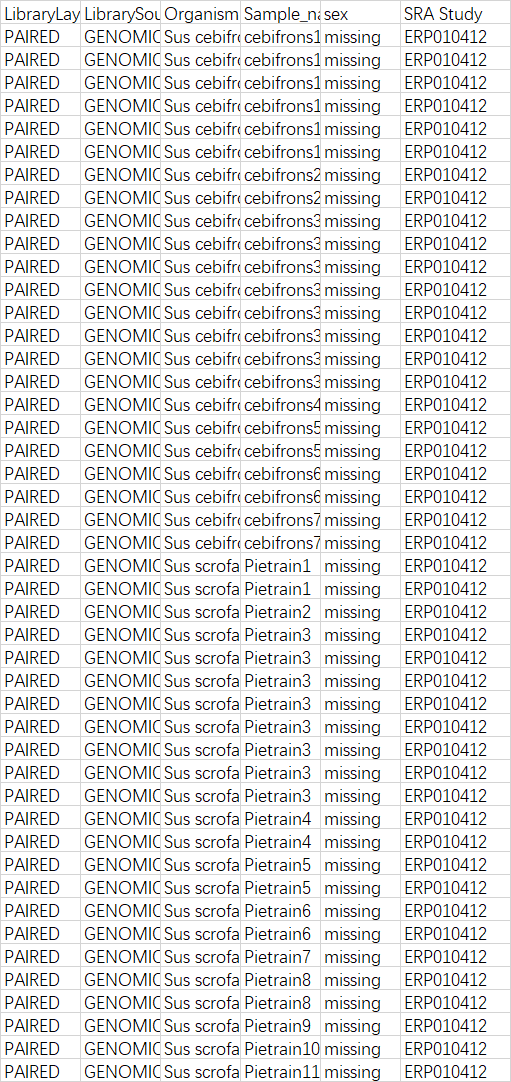 LibraryLay LibrarySou Organism Sample_na sex SRA Study
PAIRED GENOMIC Sus cebifro cebifrons1 missing ERP010412
PAIRED GENOMIC Sus cebifro cebifrons1 missing ERP010412
PAIRED GENOMIC Sus cebifro cebifrons1 missing ERP010412
PAIRED GENOMIC Sus cebifro cebifrons1 missing ERP010412
PAIRED GENOMIC Sus cebifro cebifrons1 missing ERP010412
PAIRED GENOMIC Sus cebifro cebifrons1 missing ERP010412
PAIRED GENOMIC Sus cebifro cebifrons2 missing ERP010412
PAIRED GENOMIC Sus cebifro cebifrons2 missing ERP010412
PAIRED GENOMIC Sus cebifro cebifrons3 missing ERP010412
PAIRED GENOMIC Sus cebifro cebifrons3 missing ERP010412
PAIRED GENOMIC Sus cebifro cebifrons3 missing ERP010412
PAIRED GENOMIC Sus cebifro cebifrons3 missing ERP010412
PAIRED GENOMIC Sus cebifro cebifrons3 missing ERP010412
PAIRED GENOMIC Sus cebifro cebifrons3 missing ERP010412
PAIRED GENOMIC Sus cebifro cebifrons3 missing ERP010412
PAIRED GENOMIC Sus cebifro cebifrons3 missing ERP010412
PAIRED GENOMIC Sus cebifro cebifrons4 missing ERP010412
PAIRED GENOMIC Sus cebifro cebifrons5 missing ERP010412
PAIRED GENOMIC Sus cebifro cebifrons5 missing ERP010412
PAIRED GENOMIC Sus cebifro cebifrons6 missing ERP010412
PAIRED GENOMIC Sus cebifro cebifrons6 missing ERP010412
PAIRED GENOMIC Sus cebifro cebifrons7 missing ERP010412
PAIRED GENOMIC Sus cebifro cebifrons7 missing ERP010412
PAIRED GENOMIC Sus scrofa Pietrain1 missing ERP010412
PAIRED GENOMIC Sus scrofa Pietrain1 missing ERP010412
PAIRED GENOMIC Sus scrofa Pietrain2 missing ERP010412
PAIRED GENOMIC Sus scrofa Pietrain3 missing ERP010412
PAIRED GENOMIC Sus scrofa Pietrain3 missing ERP010412
PAIRED GENOMIC Sus scrofa Pietrain3 missing ERP010412
PAIRED GENOMIC Sus scrofa Pietrain3 missing ERP010412
PAIRED GENOMIC Sus scrofa Pietrain3 missing ERP010412
PAIRED GENOMIC Sus scrofa Pietrain3 missing ERP010412
PAIRED GENOMIC Sus scrofa Pietrain3 missing ERP010412
PAIRED GENOMIC Sus scrofa Pietrain3 missing ERP010412
PAIRED GENOMIC Sus scrofa Pietrain4 missing ERP010412
PAIRED GENOMIC Sus scrofa Pietrain4 missing ERP010412
PAIRED GENOMIC Sus scrofa Pietrain5 missing ERP010412
PAIRED GENOMIC Sus scrofa Pietrain5 missing ERP010412
PAIRED GENOMIC Sus scrofa Pietrain6 missing ERP010412
PAIRED GENOMIC Sus scrofa Pietrain6 missing ERP010412
PAIRED GENOMIC Sus scrofa Pietrain7 missing ERP010412
PAIRED GENOMIC Sus scrofa Pietrain8 missing ERP010412
PAIRED GENOMIC Sus scrofa Pietrain8 missing ERP010412
PAIRED GENOMIC Sus scrofa Pietrain9 missing ERP010412
PAIRED GENOMIC Sus scrofa Pietrain10 missing ERP010412
PAIRED GENOMIC Sus scrofa Pietrain11 missing ERP010412